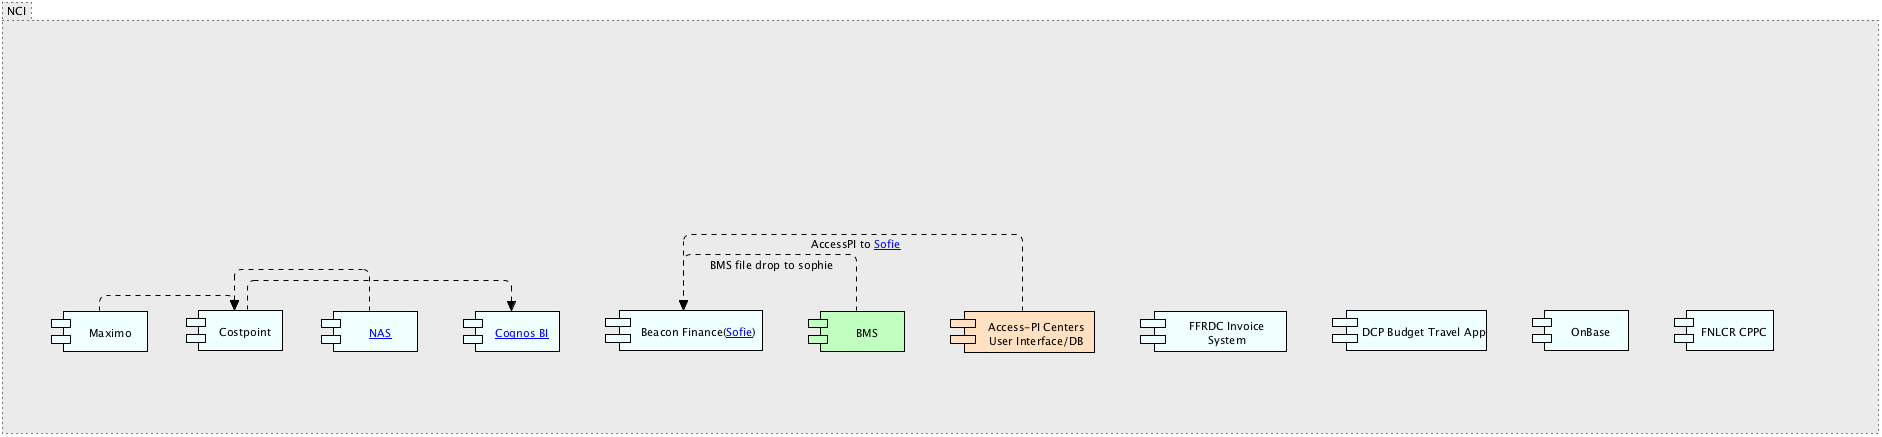 NCI
AccessPI to Sofie
BMS file drop to sophie
Maximo
Costpoint
NAS
Cognos BI
Beacon Finance(Sofie)
BMS
Access-PI Centers
User Interface/DB
FFRDC Invoice
System
DCP Budget Travel App
OnBase
FNLCR CPPC